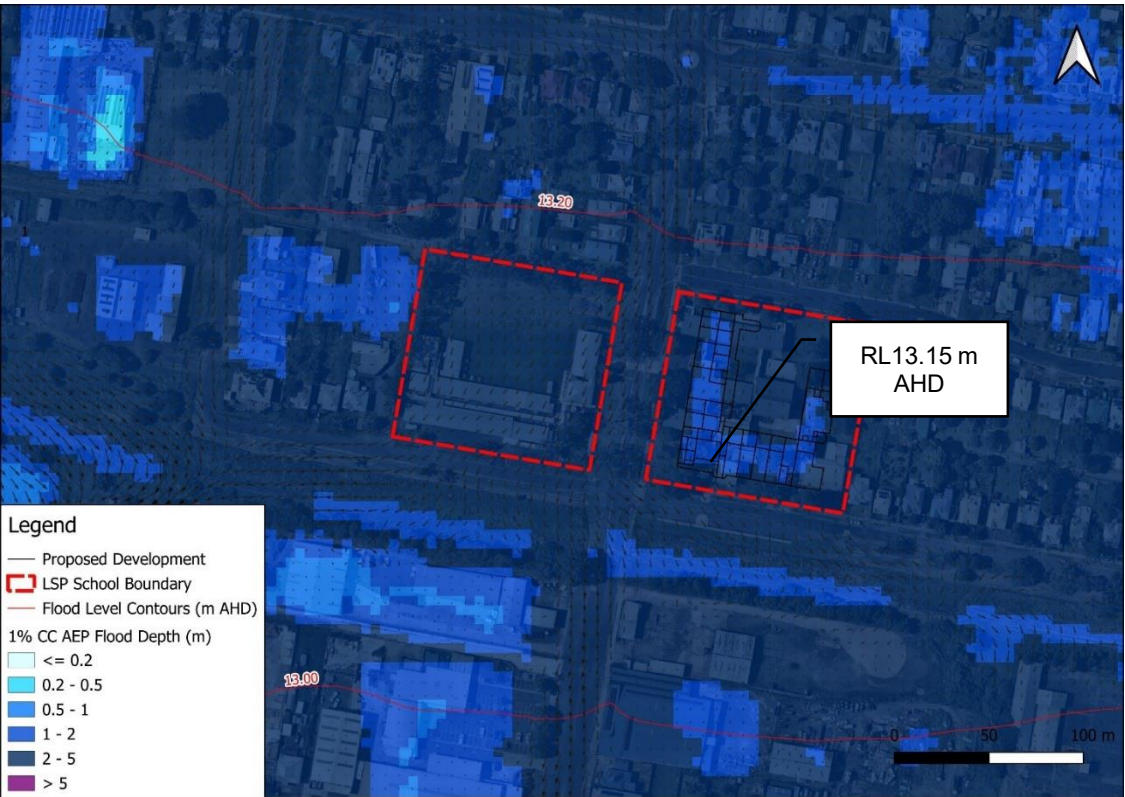 13.20
RL13.15 m
AHD
Legend
Proposed Development
LSP School Boundary
Flood Level Contours (m AHD)
1% CC AEP Flood Depth (m)
<= 0.2
0.2 - 0.5
0.5 - 1
1 - 2
2 - 5
> 5
13.00
0 50 100 m